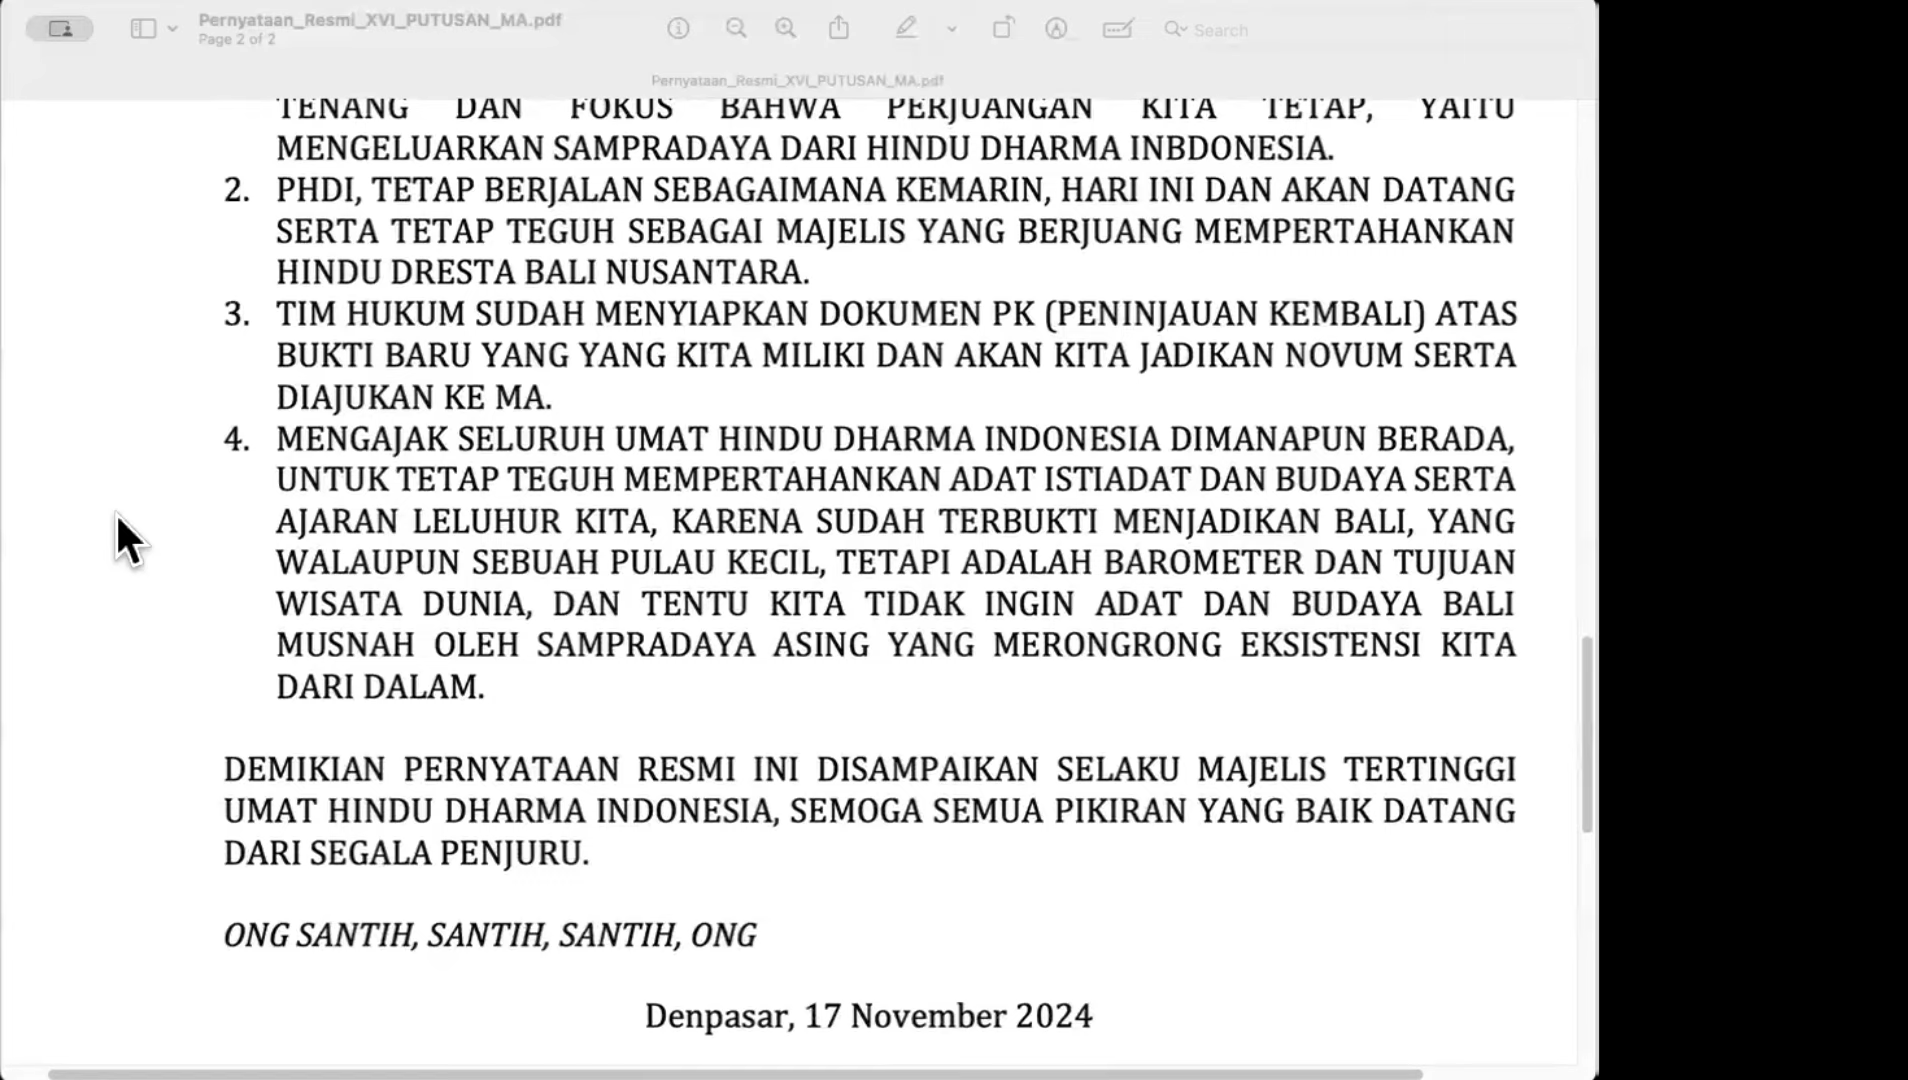 Pernyataan_Resmi_XVI_PUTUSAN_MA.pdf
Page 2 of 2
Search
Pernyataan_Resmi_XVI_PUTUSAN_MA.pdf
TENANG DAN FOKUS BAHWA PERJUANGAN KITA TETAP, YAITU
MENGELUARKAN SAMPRADAYA DARI HINDU DHARMA INBDONESIA.
2. PHDI, TETAP BERJALAN SEBAGAIMANA KEMARIN, HARI INI DAN AKAN DATANG
SERTA TETAP TEGUH SEBAGAI MAJELIS YANG BERJUANG MEMPERTAHANKAN
HINDU DRESTA BALI NUSANTARA.
3. TIM HUKUM SUDAH MENYIAPKAN DOKUMEN PK (PENINJAUAN KEMBALI) ATAS
BUKTI BARU YANG YANG KITA MILIKI DAN AKAN KITA JADIKAN NOVUM SERTA
DIAJUKAN KE MA.
4. MENGAJAK SELURUH UMAT HINDU DHARMA INDONESIA DIMANAPUN BERADA,
UNTUK TETAP TEGUH MEMPERTAHANKAN ADAT ISTIADAT DAN BUDAYA SERTA
AJARAN LELUHUR KITA, KARENA SUDAH TERBUKTI MENJADIKAN BALI, YANG
WALAUPUN SEBUAH PULAU KECIL, TETAPI ADALAH BAROMETER DAN TUJUAN
WISATA DUNIA, DAN TENTU KITA TIDAK INGIN ADAT DAN BUDAYA BALI
MUSNAH OLEH SAMPRADAYA ASING YANG MERONGRONG EKSISTENSI KITA
DARI DALAM.
DEMIKIAN PERNYATAAN RESMI INI DISAMPAIKAN SELAKU MAJELIS TERTINGGI
UMAT HINDU DHARMA INDONESIA, SEMOGA SEMUA PIKIRAN YANG BAIK DATANG
DARI SEGALA PENJURU.
ONG SANTIH, SANTIH, SANTIH, ONG
Denpasar, 17 November 2024